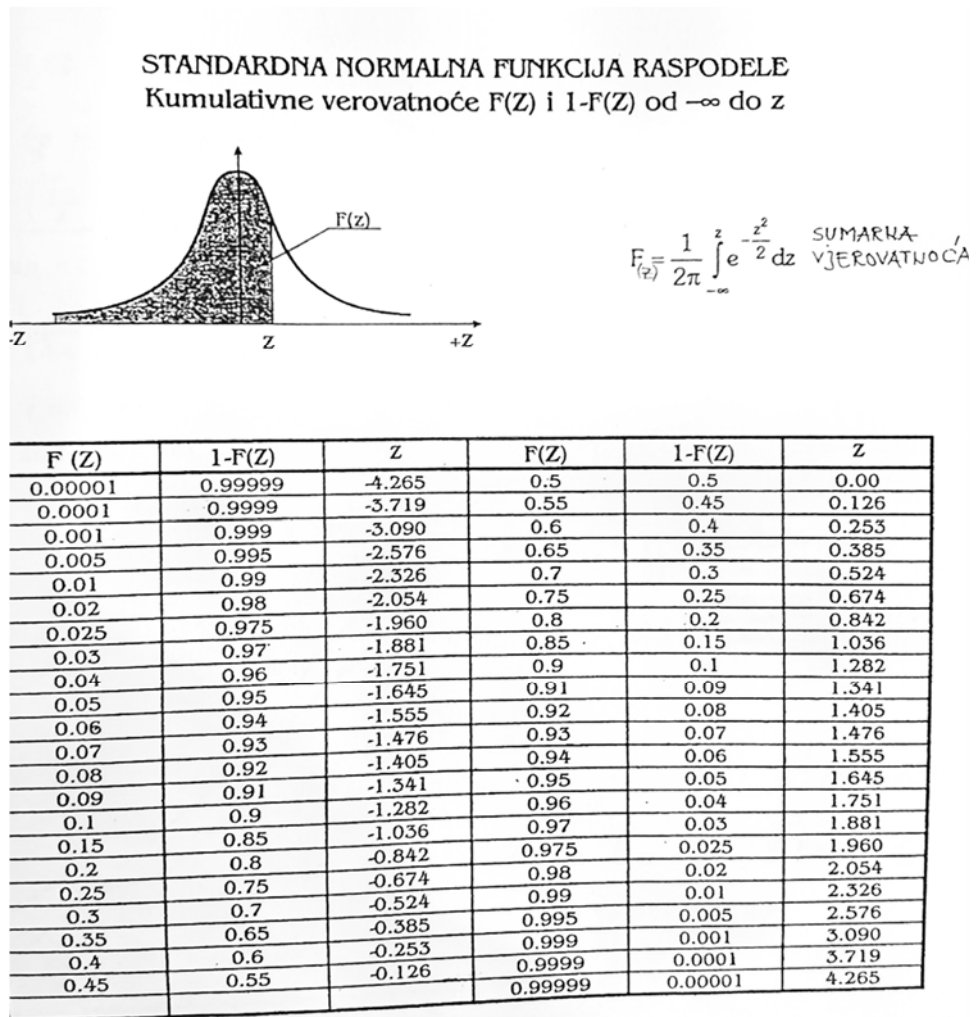 STANDARDNA NORMALNA FUNKCIJA RASPODELE
Kumulativne verovatnoće F(Z) i 1-F(Z) od -∞ do z
F(z)
-Z
z
+Z
F(z)= 1/2π ∫ -∞ z e -z²/2 dz SUMARNA VJEROVATNOĆA
F (Z) 1-F(Z) z F(Z) 1-F(Z) z
0.00001 0.99999 -4.265 0.5 0.5 0.00
0.0001 0.9999 -3.719 0.55 0.45 0.126
0.001 0.999 -3.090 0.6 0.4 0.253
0.005 0.995 -2.576 0.65 0.35 0.385
0.01 0.99 -2.326 0.7 0.3 0.524
0.02 0.98 -2.054 0.75 0.25 0.674
0.025 0.975 -1.960 0.8 0.2 0.842
0.03 0.97 -1.881 0.85 0.15 1.036
0.04 0.96 -1.751 0.9 0.1 1.282
0.05 0.95 -1.645 0.91 0.09 1.341
0.06 0.94 -1.555 0.92 0.08 1.405
0.07 0.93 -1.476 0.93 0.07 1.476
0.08 0.92 -1.405 0.94 0.06 1.555
0.09 0.91 -1.341 0.95 0.05 1.645
0.1 0.9 -1.282 0.96 0.04 1.751
0.15 0.85 -1.036 0.97 0.03 1.881
0.2 0.8 -0.842 0.975 0.025 1.960
0.25 0.75 -0.674 0.98 0.02 2.054
0.3 0.7 -0.524 0.99 0.01 2.326
0.35 0.65 -0.385 0.995 0.005 2.576
0.4 0.6 -0.253 0.999 0.001 3.090
0.45 0.55 -0.126 0.9999 0.0001 3.719
0.99999 0.00001 4.265